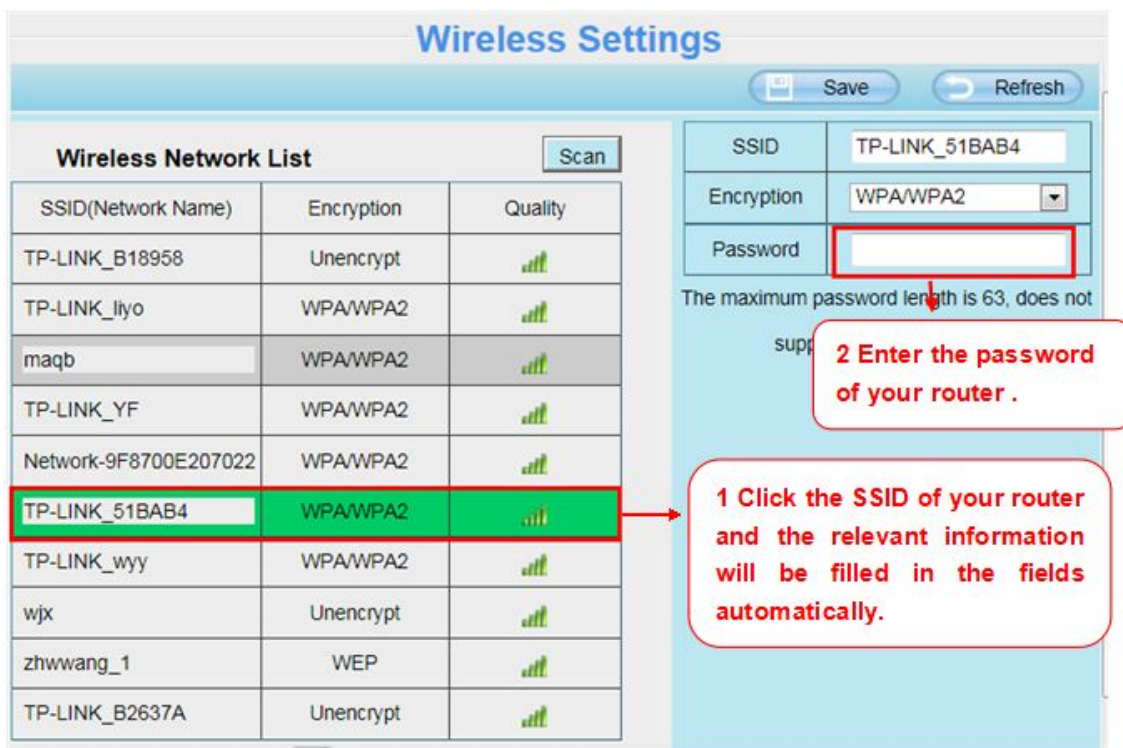 Wireless Settings
Save Refresh
Wireless Network List Scan
SSID(Network Name) Encryption Quality
TP-LINK_B18958 Unencrypt
TP-LINK_liyo WPA/WPA2
maqb WPA/WPA2
TP-LINK_YF WPA/WPA2
Network-9F8700E207022 WPA/WPA2
TP-LINK_51BAB4 WPA/WPA2
TP-LINK_wyy WPA/WPA2
wjx Unencrypt
zhwwang_1 WEP
TP-LINK_B2637A Unencrypt
SSID TP-LINK_51BAB4
Encryption WPA/WPA2
Password
The maximum password length is 63, does not
2 Enter the password
of your router .
1 Click the SSID of your router
and the relevant information
will be filled in the fields
automatically.